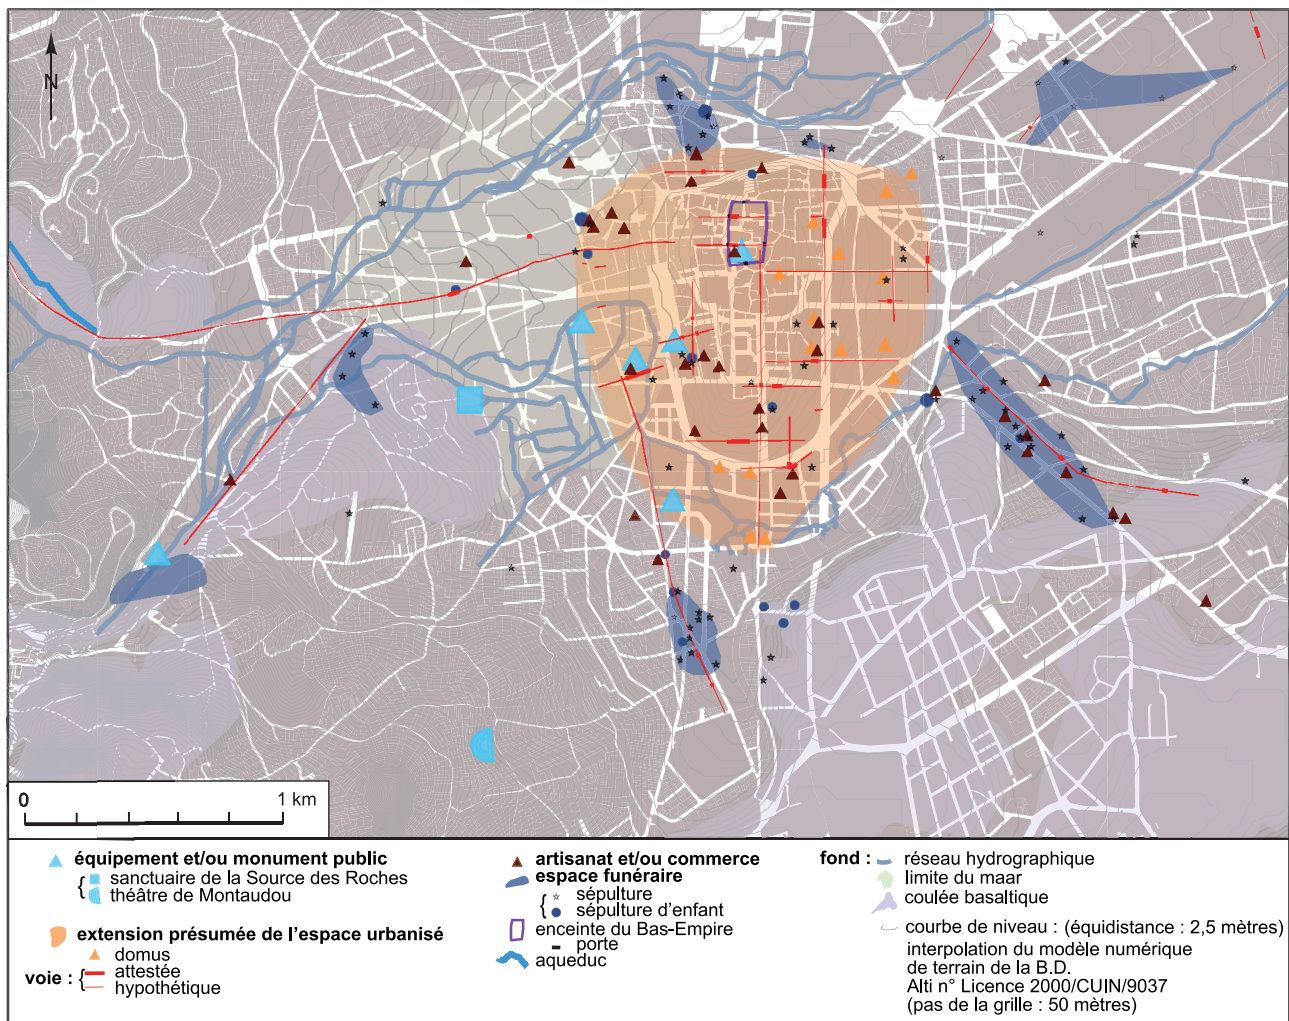 N
0 1 km
équipement et/ou monument public
sanctuaire de la Source des Roches
théâtre de Montaudou
extension présumée de l'espace urbanisé
domus
voie :
attestée
hypothétique
artisanat et/ou commerce
espace funéraire
sépulture
sépulture d'enfant
enceinte du Bas-Empire
porte
aqueduc
fond :
réseau hydrographique
limite du maar
coulée basaltique
courbe de niveau : (équidistance : 2,5 mètres)
interpolation du modèle numérique
de terrain de la B.D.
Alti n° Licence 2000/CUIN/9037
(pas de la grille : 50 mètres)